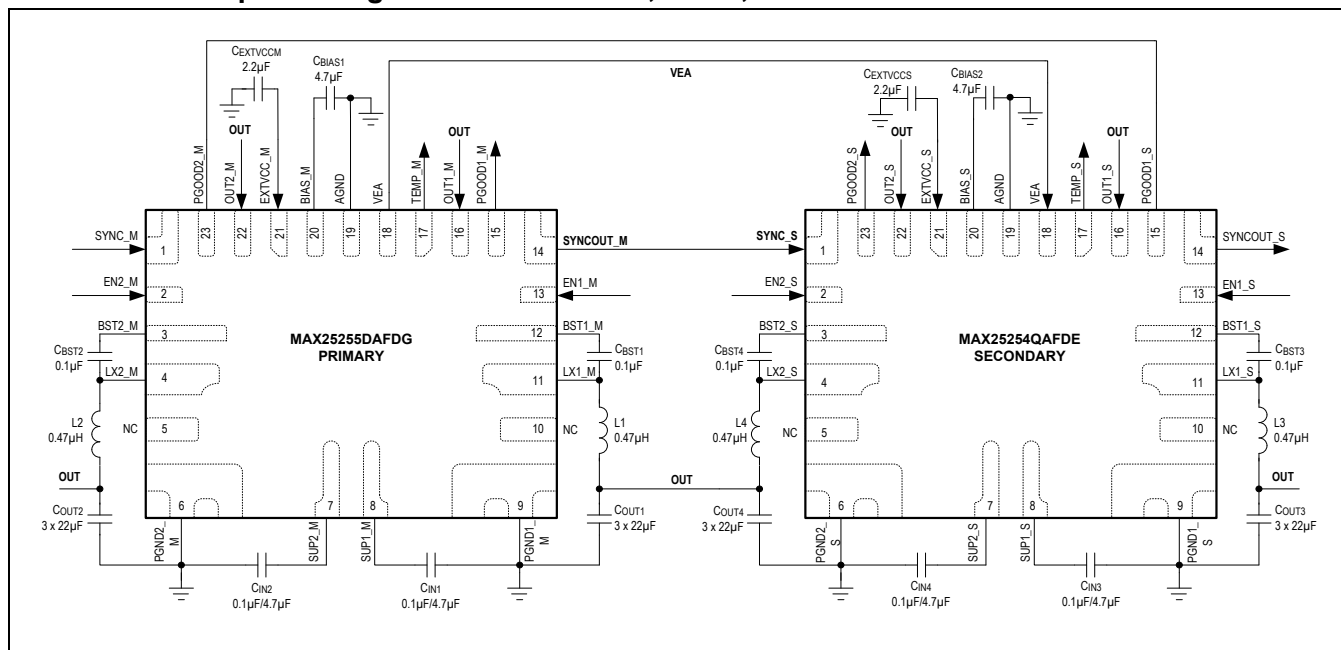 CEXTVCCM
2.2µF
CBIAS1
4.7µF
VEA
CEXTVCCS
2.2µF
CBIAS2
4.7µF
OUT
OUT
OUT
OUT
PGOOD2_M
OUT2_M
EXTVCC_M
BIAS_M
AGND
VEA
TEMP_M
OUT1_M
PGOOD1_M
PGOOD2_S
OUT2_S
EXTVCC_S
BIAS_S
AGND
VEA
TEMP_S
OUT1_S
PGOOD1_S
23
22
21
20
19
18
17
16
15
23
22
21
20
19
18
17
16
15
SYNC_M
1
14
SYNCOUT_M
SYNC_S
1
14
SYNCOUT_S
EN2_M
2
13
EN1_M
EN2_S
2
13
EN1_S
BST2_M
3
12
BST1_M
BST2_S
3
12
BST1_S
MAX25255DAFDG
PRIMARY
MAX25254QAFDE
SECONDARY
CBST2
0.1µF
CBST1
0.1µF
CBST4
0.1µF
CBST3
0.1µF
LX2_M
4
11
LX1_M
LX2_S
4
11
LX1_S
L2
0.47µH
NC
5
10
NC
L1
0.47µH
L4
0.47µH
NC
5
10
NC
L3
0.47µH
OUT
OUT
OUT
COUT2
3 x 22µF
6
7
8
9
COUT1
3 x 22µF
COUT4
3 x 22µF
6
7
8
9
COUT3
3 x 22µF
PGND2_
M
SUP2_M
SUP1_M
PGND1_
M
PGND2_
S
SUP2_S
SUP1_S
PGND1_
S
CIN2
0.1µF/4.7µF
CIN1
0.1µF/4.7µF
CIN4
0.1µF/4.7µF
CIN3
0.1µF/4.7µF